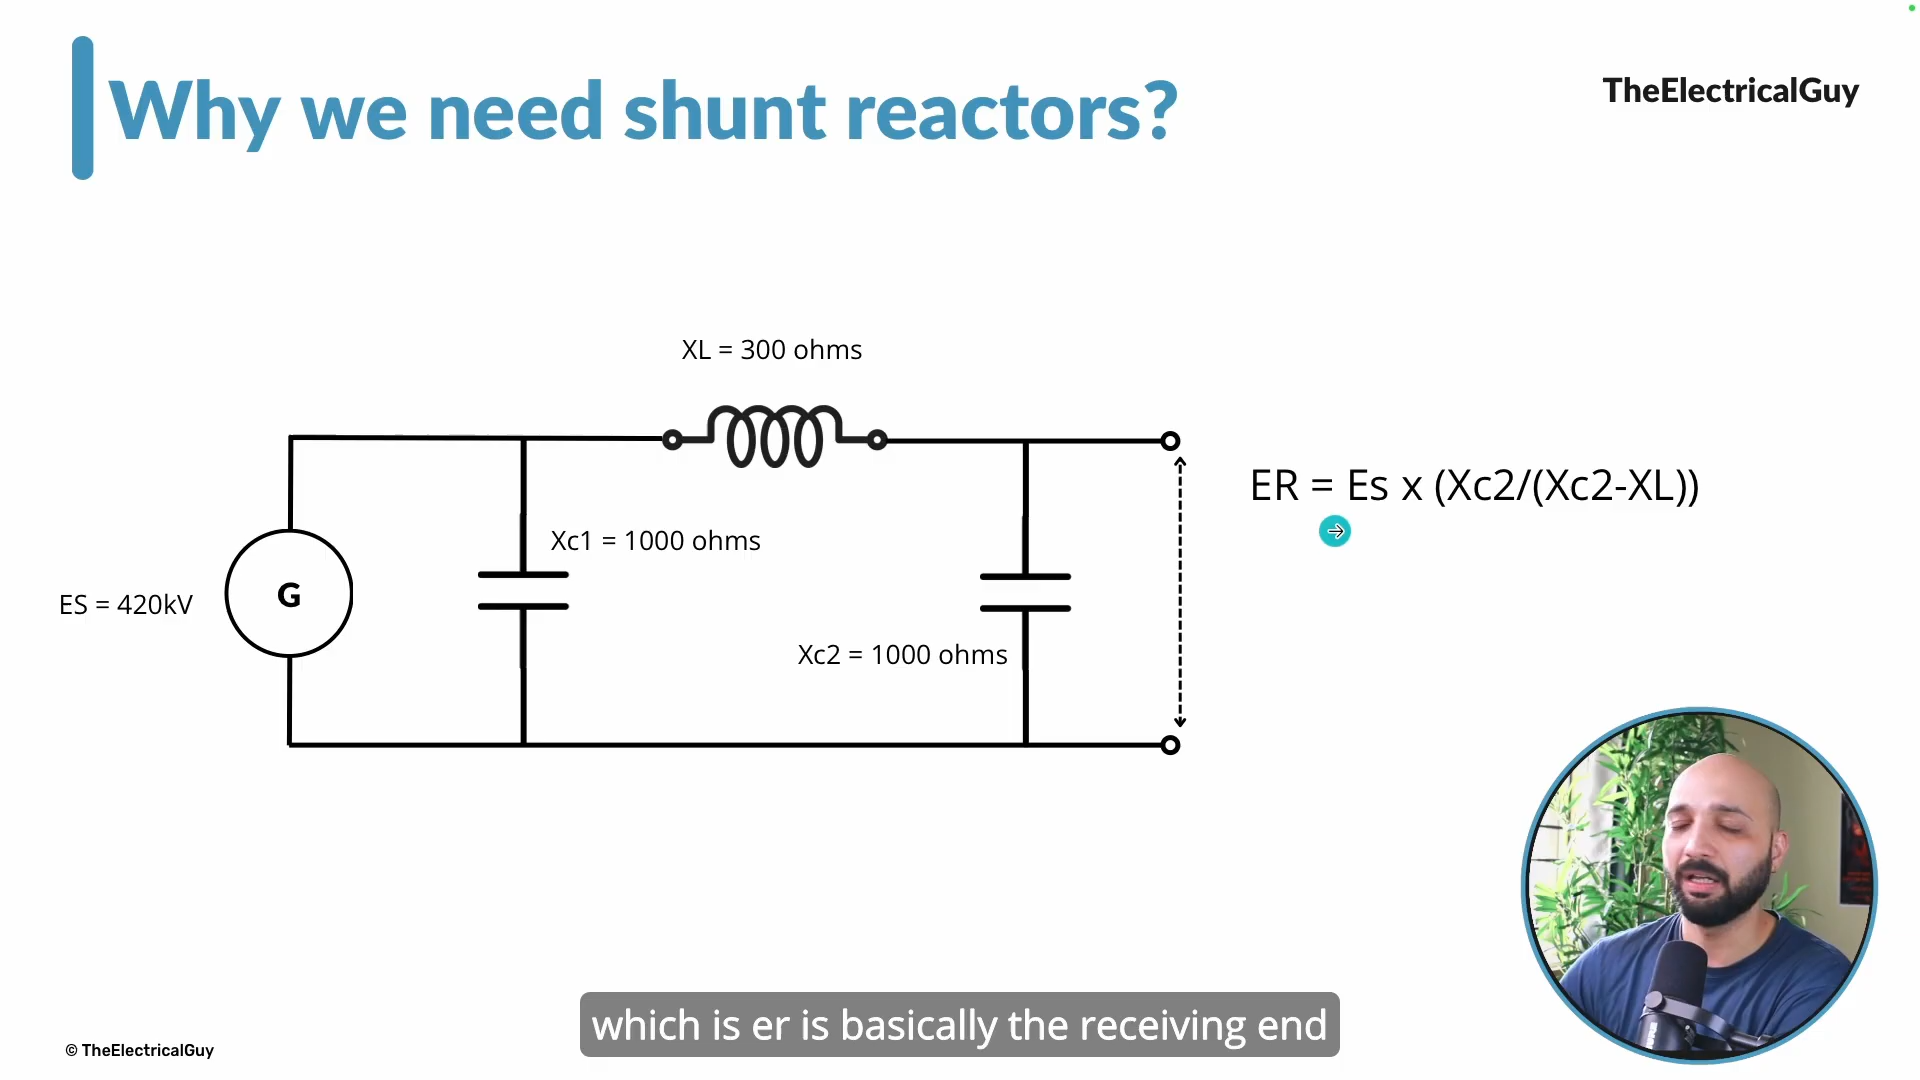 Why we need shunt reactors?
TheElectricalGuy
XL = 300 ohms
ER = Es x (Xc2/(Xc2-XL))
Xc1 = 1000 ohms
ES = 420kV
G
Xc2 = 1000 ohms
which is er is basically the receiving end
© TheElectricalGuy